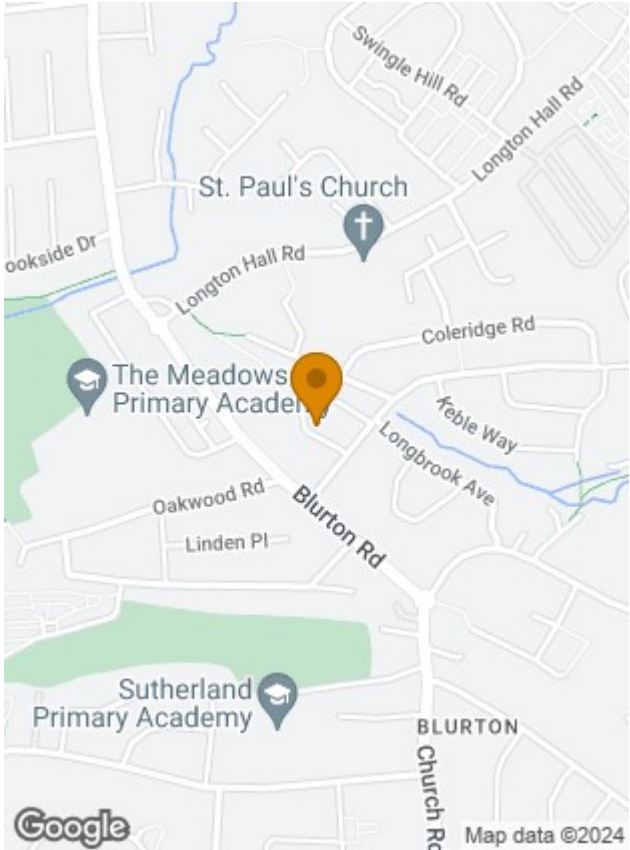 Swingle Hill Rd
Longton Hall Rd
St. Paul's Church
ookside Dr
Longton Hall Rd
Coleridge Rd
The Meadows
Primary Academy
Keble Way
Longbrook Ave
Oakwood Rd
Blurton Rd
Linden Pl
Sutherland
Primary Academy
BLURTON
Church Ro
Google
Map data ©2024